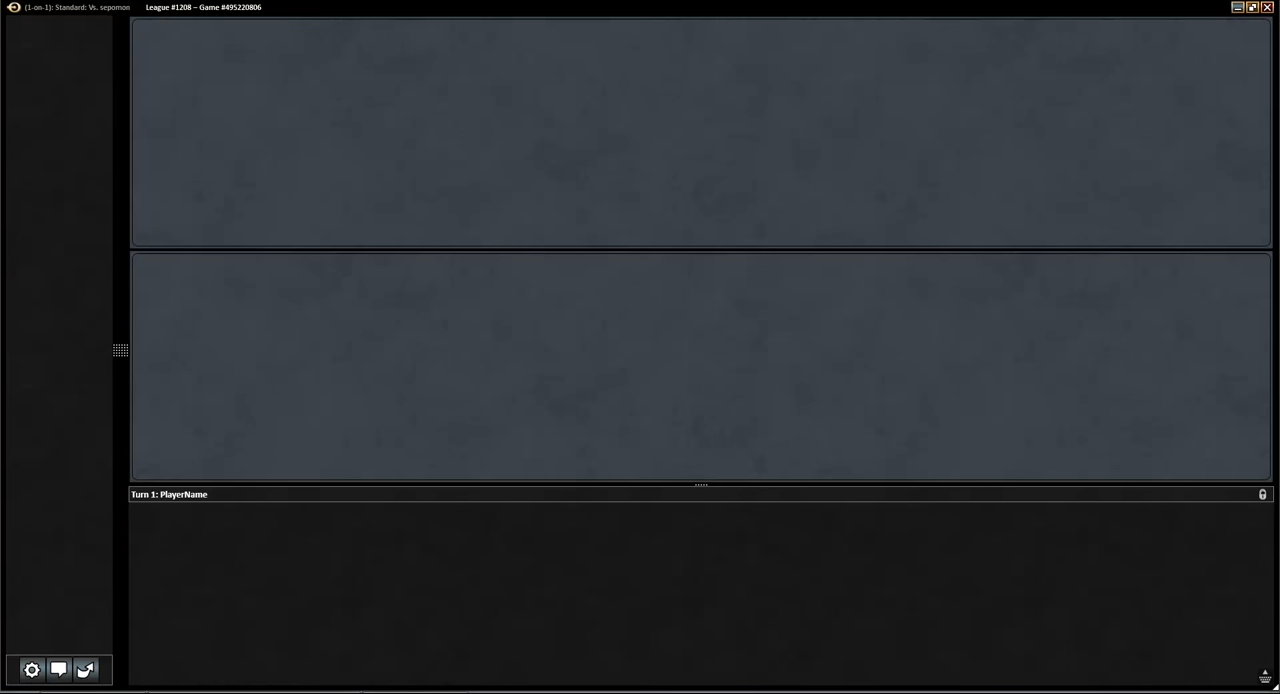 (1-on-1): Standard: Vs. sepomon League #1208 – Game #495220806
Turn 1: PlayerName